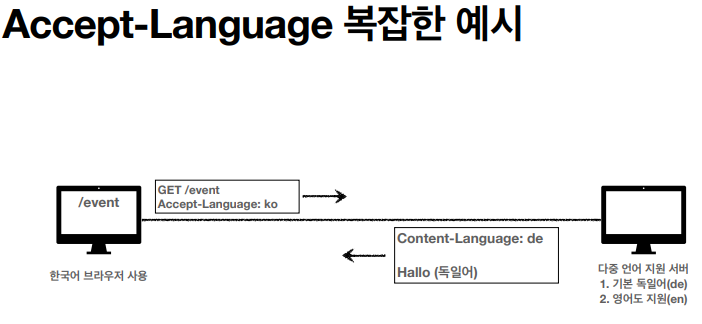 Accept-Language 복잡한 예시
/event
GET /event
Accept-Language: ko
Content-Language: de
Hallo (독일어)
한국어 브라우저 사용
다중 언어 지원 서버
1. 기본 독일어(de)
2. 영어도 지원(en)